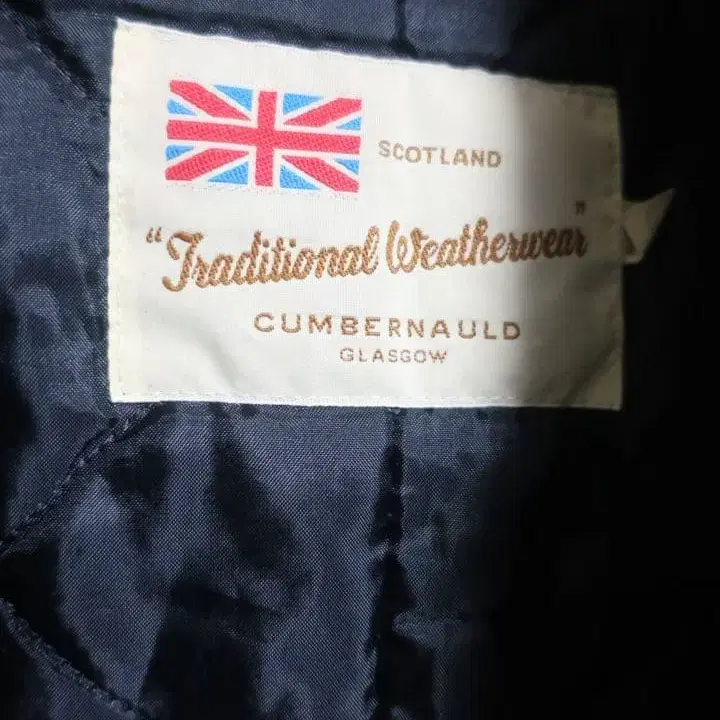 SCOTLAND
"Traditional Weatherwear"
CUMBERNAULD
GLASGOW